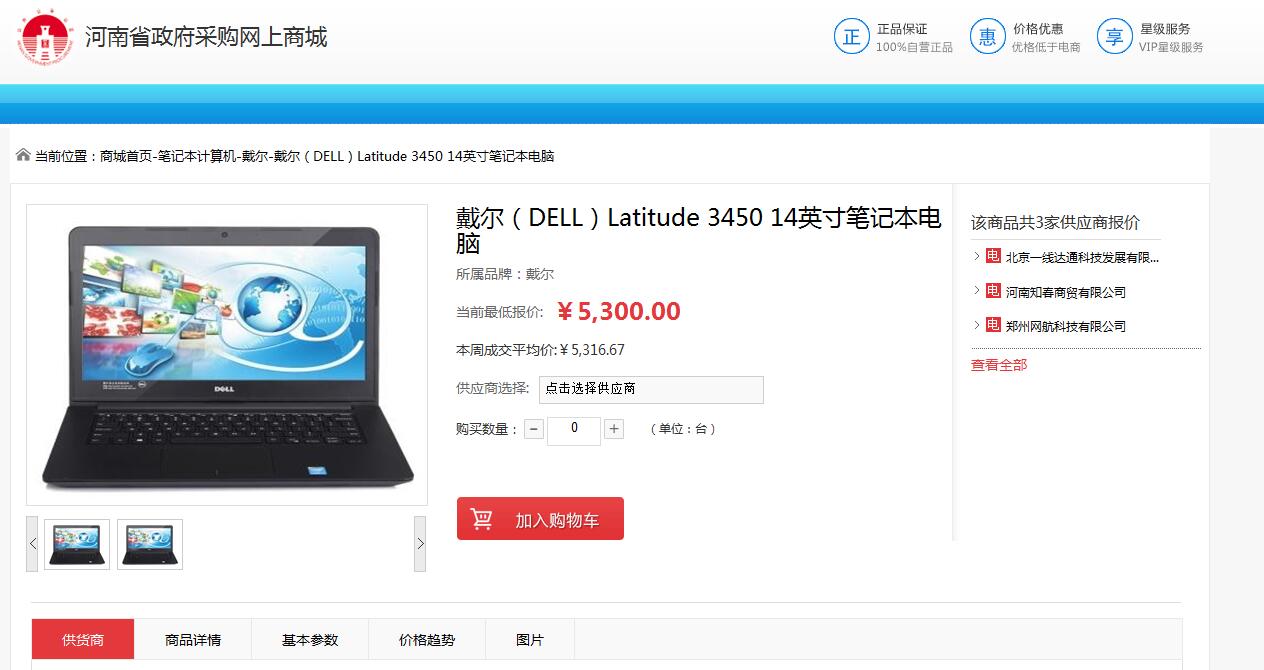 河南省政府采购网上商城
正 正品保证
100%自营正品
惠 价格优惠
优格低于电商
享 星级服务
VIP星级服务
当前位置：商城首页-笔记本计算机-戴尔-戴尔（DELL）Latitude 3450 14英寸笔记本电脑
戴尔（DELL）Latitude 3450 14英寸笔记本电
脑
所属品牌：戴尔
当前最低报价: ￥5,300.00
本周成交平均价:￥5,316.67
供应商选择: 点击选择供应商
购买数量： − 0 + （单位：台）
加入购物车
DELL
该商品共3家供应商报价
电 北京一线达通科技发展有限...
电 河南知春商贸有限公司
电 郑州网航科技有限公司
查看全部
供货商 商品详情 基本参数 价格趋势 图片